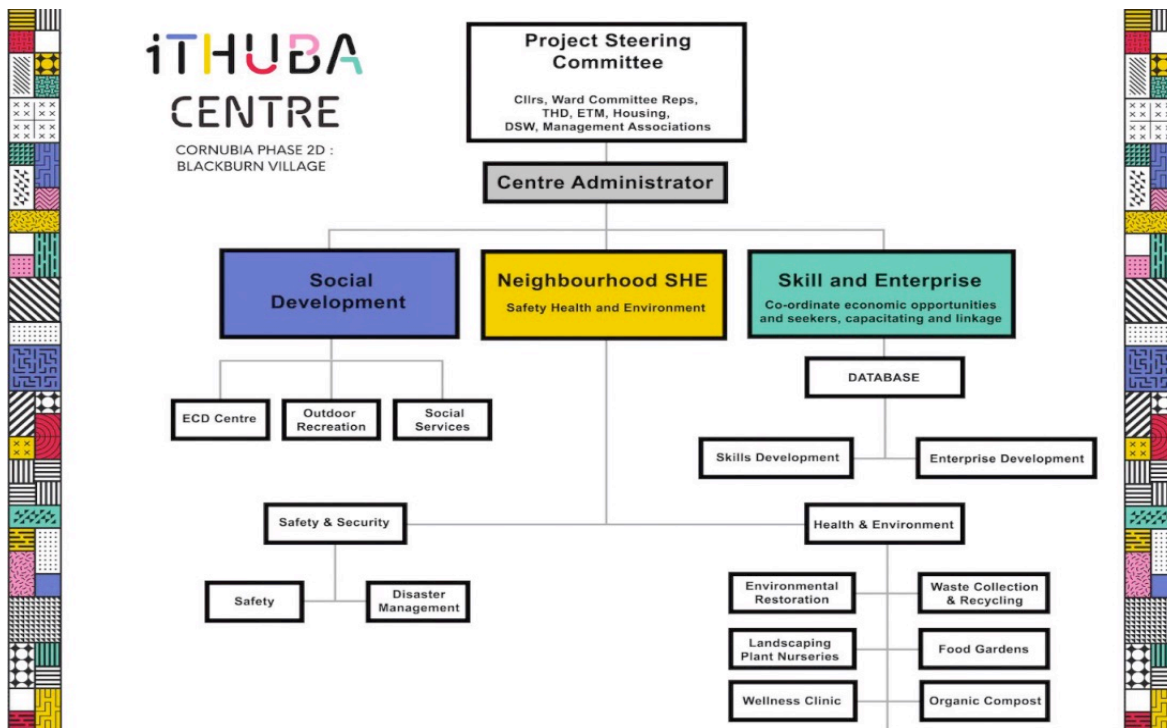 iTHUBA
CENTRE
CORNUBIA PHASE 2D :
BLACKBURN VILLAGE
Project Steering
Committee
Cllrs, Ward Committee Reps,
THD, ETM, Housing,
DSW, Management Associations
Centre Administrator
Social
Development
Neighbourhood SHE
Safety Health and Environment
Skill and Enterprise
Co-ordinate economic opportunities
and seekers, capacitating and linkage
ECD Centre
Outdoor
Recreation
Social
Services
DATABASE
Skills Development
Enterprise Development
Safety & Security
Health & Environment
Safety
Disaster
Management
Environmental
Restoration
Waste Collection
& Recycling
Landscaping
Plant Nurseries
Food Gardens
Wellness Clinic
Organic Compost